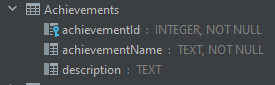 Achievements
achievementId : INTEGER, NOT NULL
achievementName : TEXT, NOT NULL
description : TEXT